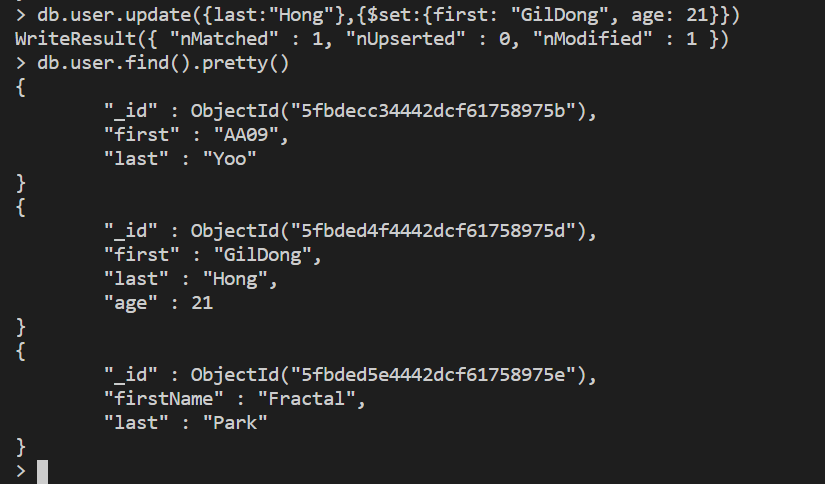 > db.user.update({last:"Hong"},{$set:{first: "GilDong", age: 21}})
WriteResult({ "nMatched" : 1, "nUpserted" : 0, "nModified" : 1 })
> db.user.find().pretty()
{
        "_id" : ObjectId("5fbdecc34442dcf61758975b"),
        "first" : "AA09",
        "last" : "Yoo"
}
{
        "_id" : ObjectId("5fbded4f4442dcf61758975d"),
        "first" : "GilDong",
        "last" : "Hong",
        "age" : 21
}
{
        "_id" : ObjectId("5fbded5e4442dcf61758975e"),
        "firstName" : "Fractal",
        "last" : "Park"
}
>